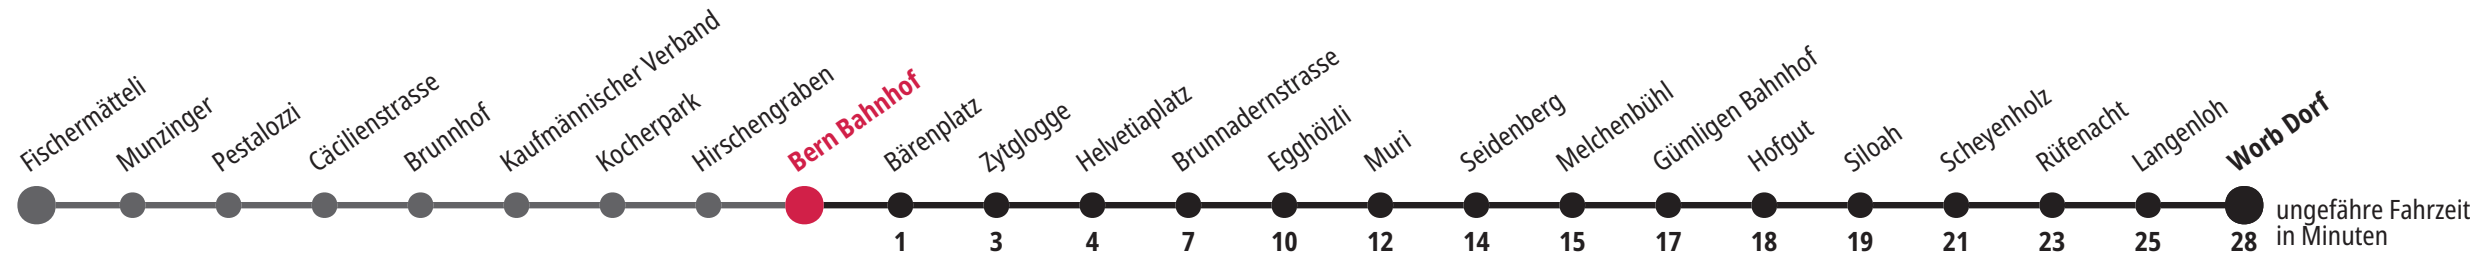 Fischermätteli
Munzinger
Pestalozzi
Cäcilienstrasse
Brunnhof
Kaufmännischer Verband
Kocherpark
Hirschengraben
Bern Bahnhof
Bärenplatz
Zytglogge
Helvetiaplatz
Brunnadernstrasse
Egghölzli
Muri
Seidenberg
Melchenbühl
Gümligen Bahnhof
Hofgut
Siloah
Scheyenholz
Rüfenacht
Langenloh
Worb Dorf
1 3 4 7 10 12 14 15 17 18 19 21 23 25 28
ungefähre Fahrzeit
in Minuten